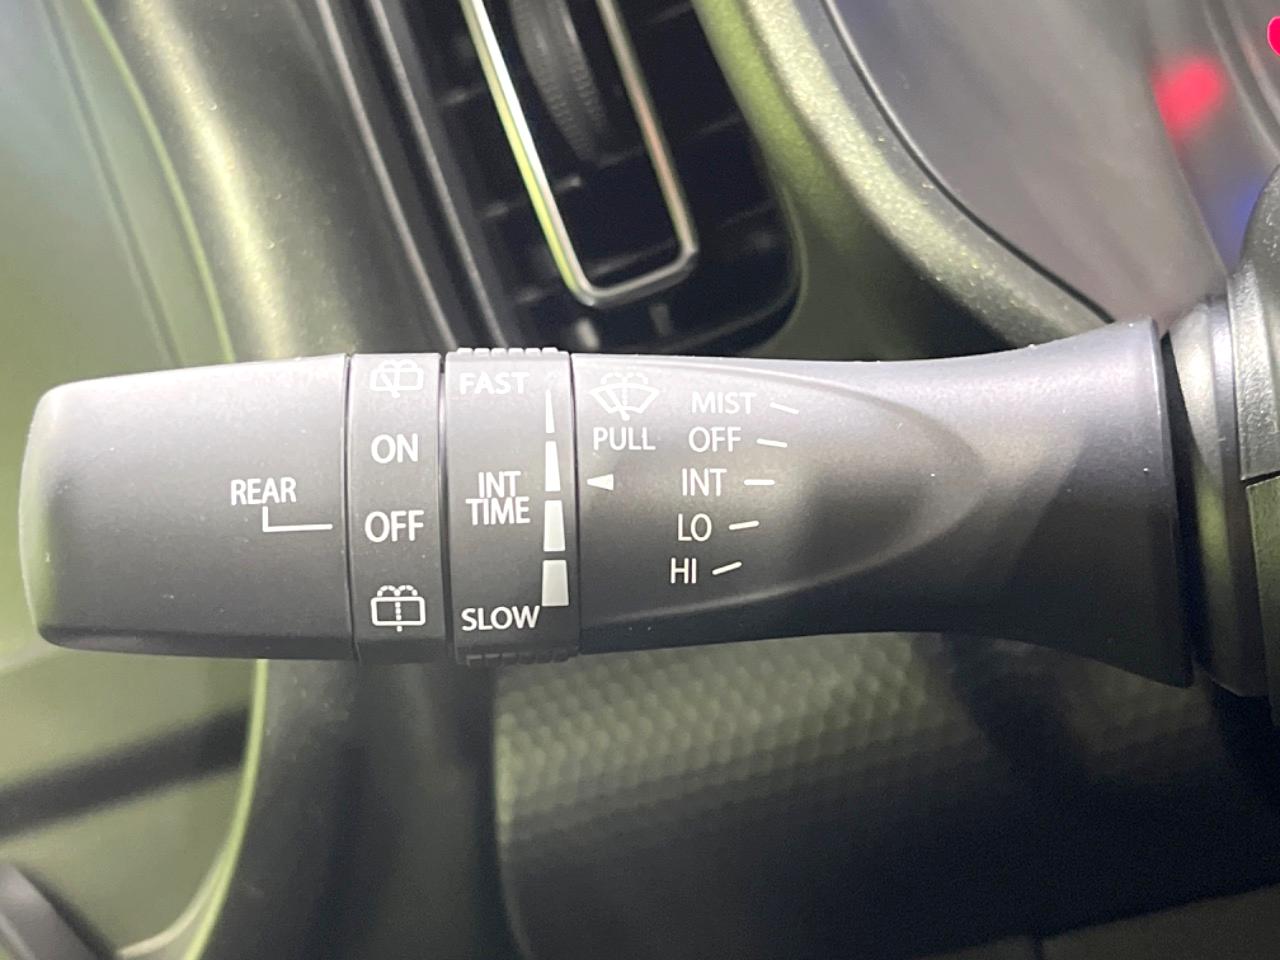 REAR
ON
OFF
FAST
INT
TIME
SLOW
PULL
MIST
OFF
INT
LO
HI